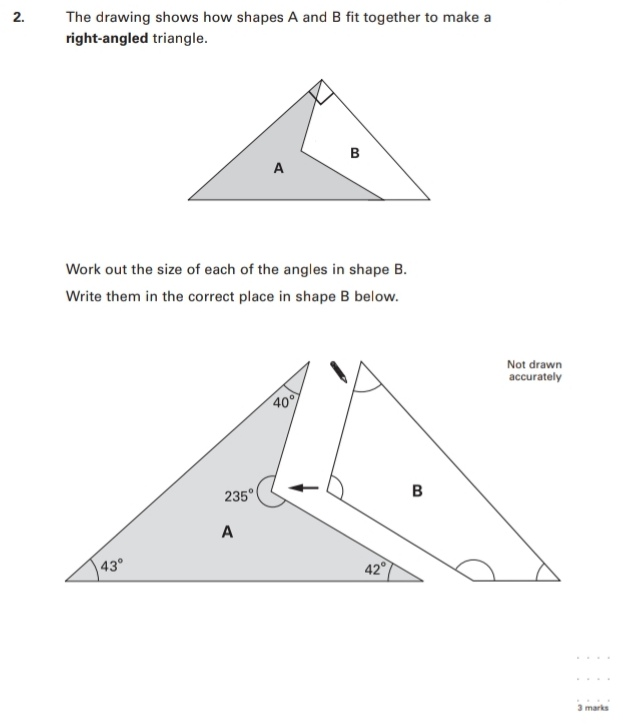 2. The drawing shows how shapes A and B fit together to make a
right-angled triangle.
B
A
Work out the size of each of the angles in shape B.
Write them in the correct place in shape B below.
Not drawn
accurately
40°
235°
B
A
43°
42°
3 marks